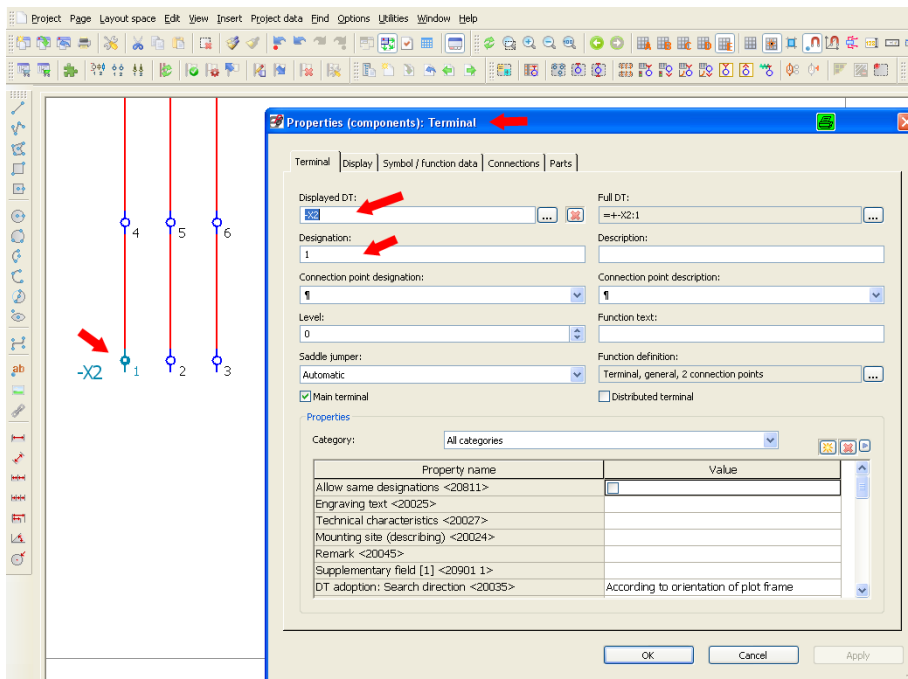 Project Page Layout space Edit View Insert Project data Find Options Utilities Window Help
ab
4 5 6
-X2 1 2 3
Properties (components): Terminal
Terminal Display Symbol / function data Connections Parts
Displayed DT: Full DT:
-X2 ... =+-X2:1 ...
Designation: Description:
1
Connection point designation: Connection point description:
¶ ¶
Level: Function text:
0
Saddle jumper: Function definition:
Automatic Terminal, general, 2 connection points ...
Main terminal Distributed terminal
Properties
Category: All categories
Property name Value
Allow same designations <20811>
Engraving text <20025>
Technical characteristics <20027>
Mounting site (describing) <20024>
Remark <20045>
Supplementary field [1] <20901 1>
DT adoption: Search direction <20035> According to orientation of plot frame
OK Cancel Apply